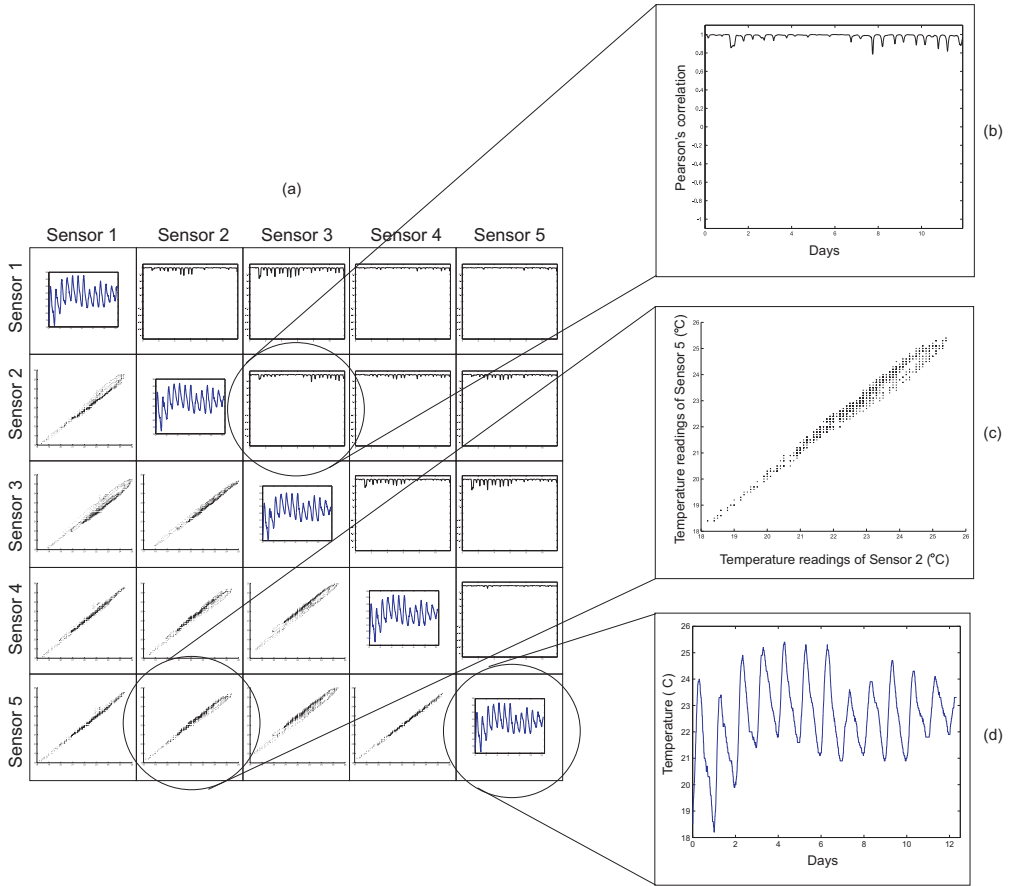 (a)
Sensor 1 Sensor 2 Sensor 3 Sensor 4 Sensor 5
Sensor 1
Sensor 2
Sensor 3
Sensor 4
Sensor 5
Pearson's correlation
1
0.8
0.6
0.4
0.2
0
-0.2
-0.4
-0.6
-0.8
-1
0 2 4 6 8 10
Days
(b)
Temperature readings of Sensor 5 (°C)
26
25
24
23
22
21
20
19
18
18 19 20 21 22 23 24 25 26
Temperature readings of Sensor 2 (°C)
(c)
Temperature ( C)
26
25
24
23
22
21
20
19
18
0 2 4 6 8 10 12
Days
(d)